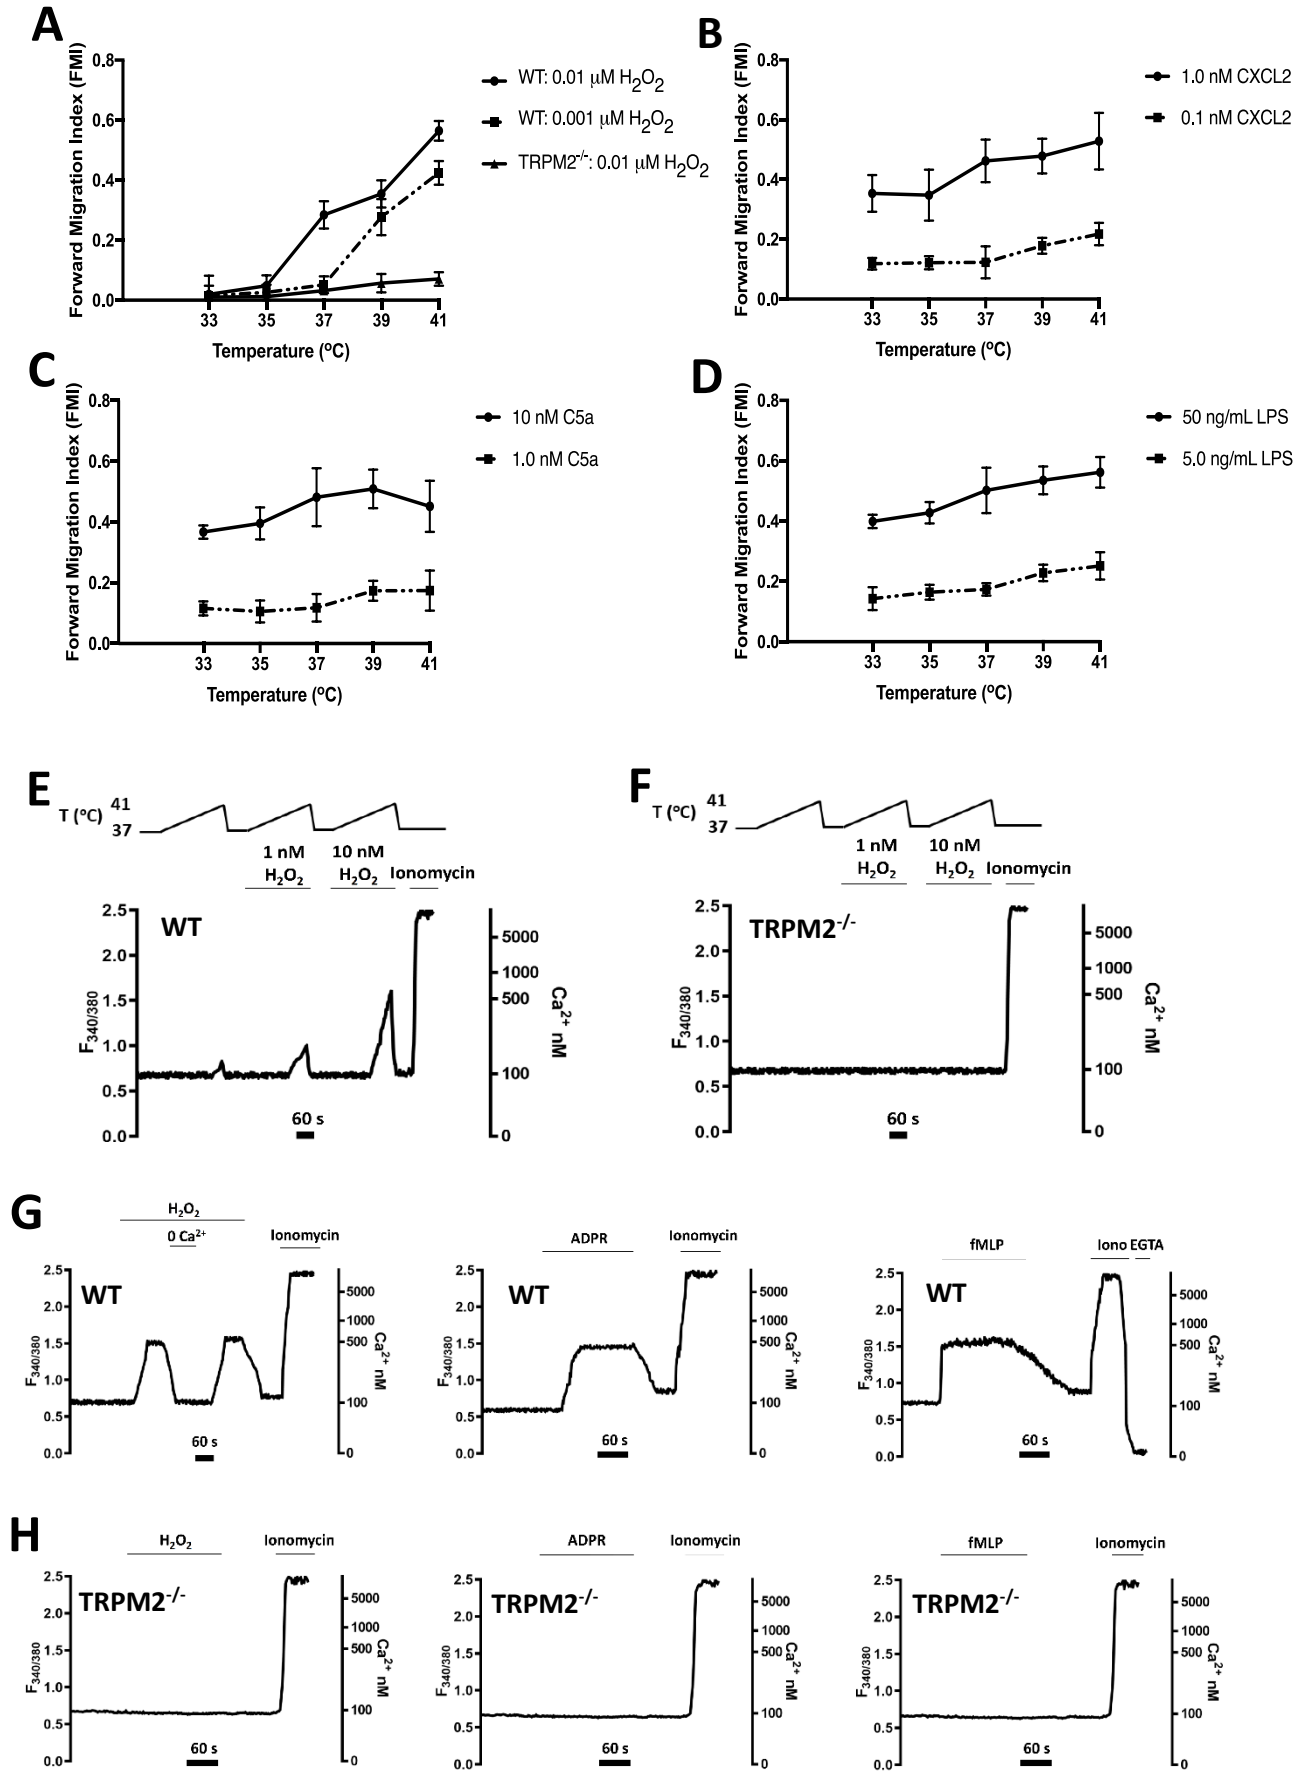 A
Forward Migration Index (FMI)
0.8
0.6
0.4
0.2
0.0
33 35 37 39 41
Temperature (ºC)
WT: 0.01 µM H2O2
WT: 0.001 µM H2O2
TRPM2-/-: 0.01 µM H2O2
B
Forward Migration Index (FMI)
0.8
0.6
0.4
0.2
0.0
33 35 37 39 41
Temperature (ºC)
1.0 nM CXCL2
0.1 nM CXCL2
C
Forward Migration Index (FMI)
0.8
0.6
0.4
0.2
0.0
33 35 37 39 41
Temperature (ºC)
10 nM C5a
1.0 nM C5a
D
Forward Migration Index (FMI)
0.8
0.6
0.4
0.2
0.0
33 35 37 39 41
Temperature (ºC)
50 ng/mL LPS
5.0 ng/mL LPS
E
T (ºC)
41
37
1 nM
H2O2
10 nM
H2O2
Ionomycin
WT
F340/380
2.5
2.0
1.5
1.0
0.5
0.0
60 s
5000
1000
500
100
0
Ca2+ nM
F
T (ºC)
41
37
1 nM
H2O2
10 nM
H2O2
Ionomycin
TRPM2-/-
F340/380
2.5
2.0
1.5
1.0
0.5
0.0
60 s
5000
1000
500
100
0
Ca2+ nM
G
H2O2
0 Ca2+
Ionomycin
WT
F340/380
2.5
2.0
1.5
1.0
0.5
0.0
60 s
5000
1000
500
100
0
Ca2+ nM
ADPR
Ionomycin
WT
F340/380
2.5
2.0
1.5
1.0
0.5
0.0
60 s
5000
1000
500
100
0
Ca2+ nM
fMLP
Iono EGTA
WT
F340/380
2.5
2.0
1.5
1.0
0.5
0.0
60 s
5000
1000
500
100
0
Ca2+ nM
H
H2O2
Ionomycin
TRPM2-/-
F340/380
2.5
2.0
1.5
1.0
0.5
0.0
60 s
5000
1000
500
100
0
Ca2+ nM
ADPR
Ionomycin
TRPM2-/-
F340/380
2.5
2.0
1.5
1.0
0.5
0.0
60 s
5000
1000
500
100
0
Ca2+ nM
fMLP
Ionomycin
TRPM2-/-
F340/380
2.5
2.0
1.5
1.0
0.5
0.0
60 s
5000
1000
500
100
0
Ca2+ nM